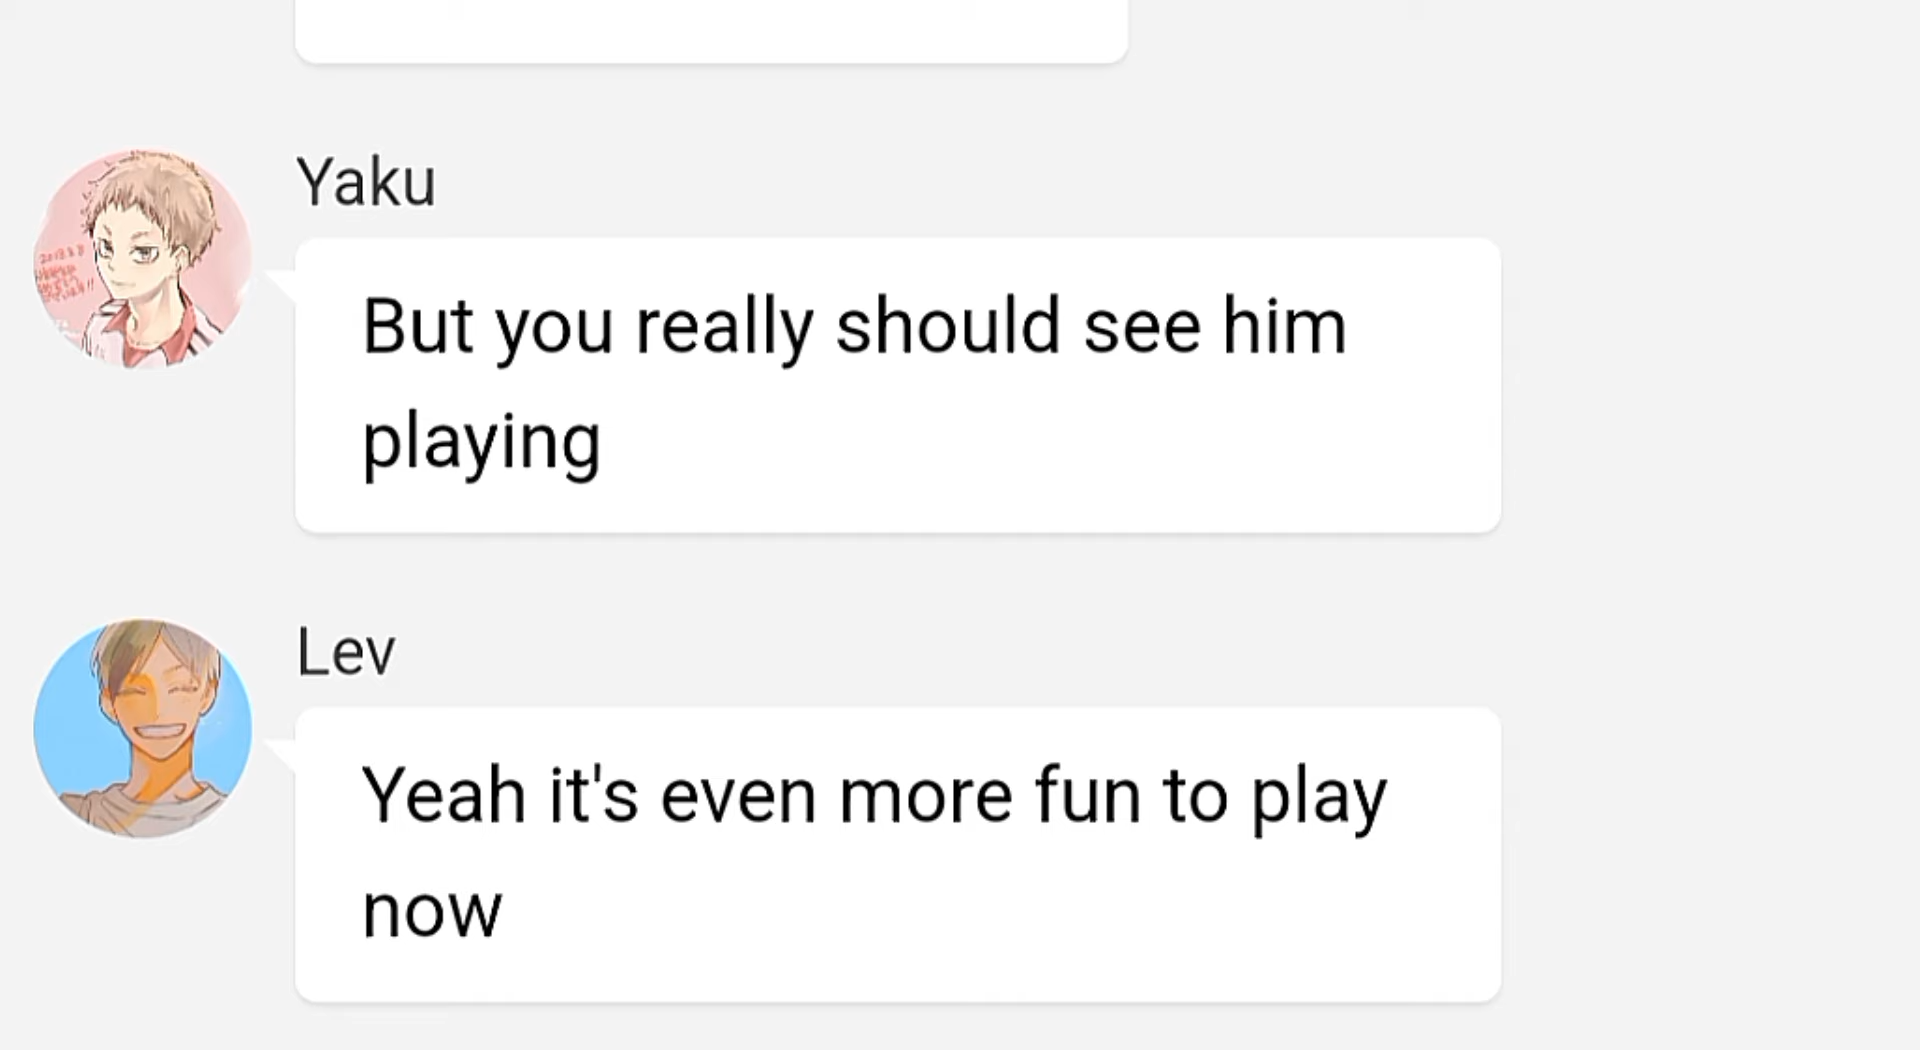 Yaku
But you really should see him
playing
Lev
Yeah it's even more fun to play
now